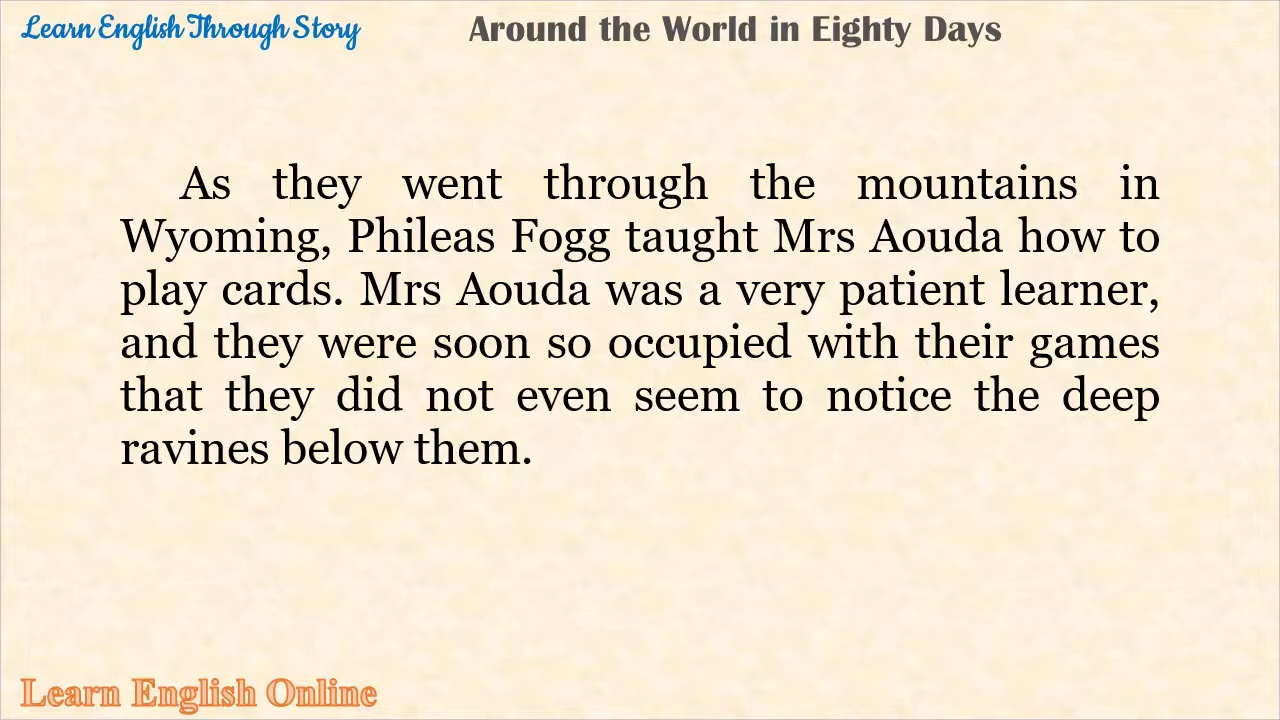 Learn English Through Story
Around the World in Eighty Days
As they went through the mountains in
Wyoming, Phileas Fogg taught Mrs Aouda how to
play cards. Mrs Aouda was a very patient learner,
and they were soon so occupied with their games
that they did not even seem to notice the deep
ravines below them.
Learn English Online